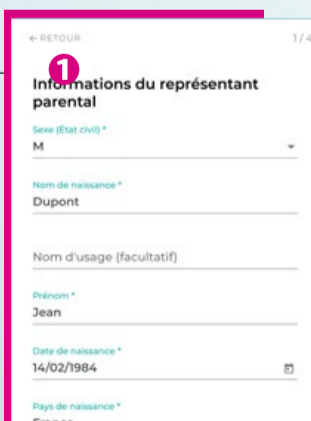 ← RETOUR 1/4
1
Informations du représentant
parental
Sexe (État civil) *
M
Nom de naissance *
Dupont
Nom d'usage (facultatif)
Prénom *
Jean
Date de naissance *
14/02/1984
Pays de naissance *
France